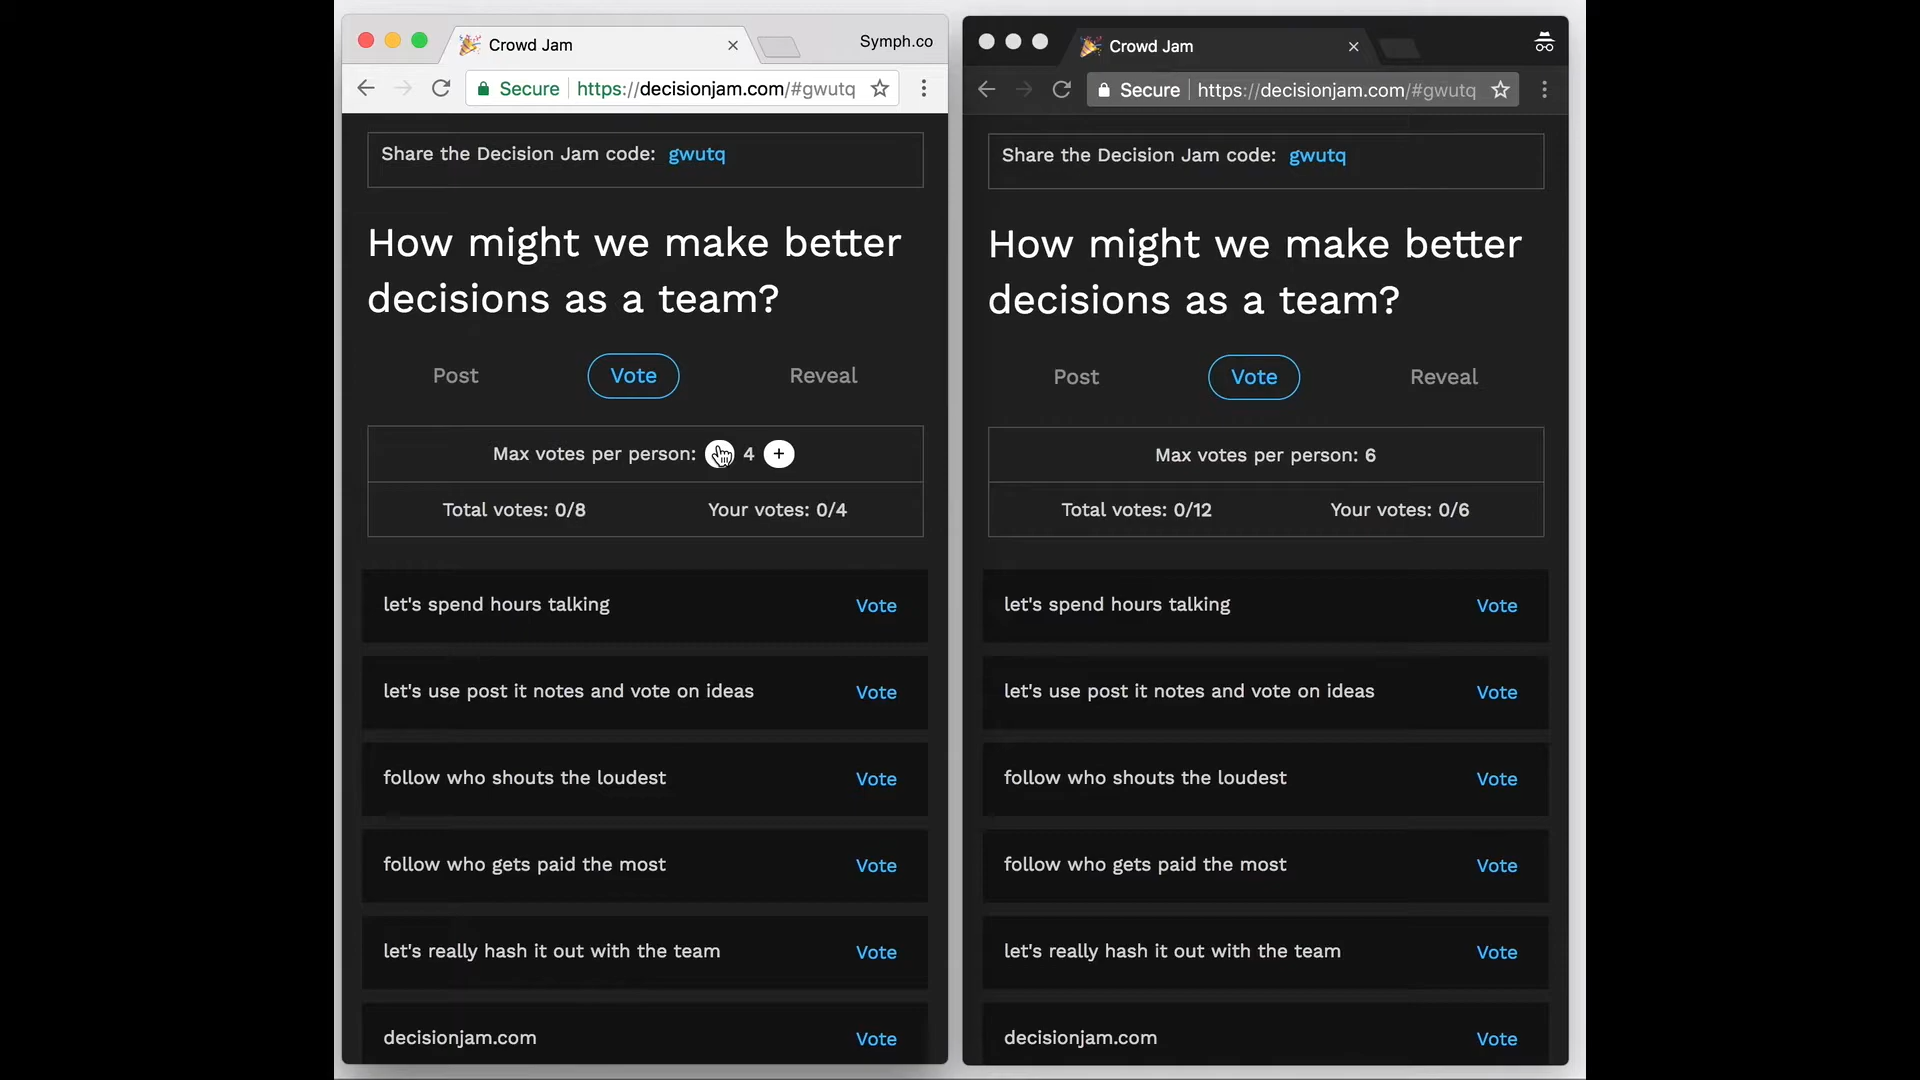 Crowd Jam
Symph.co
Secure
https://decisionjam.com/#gwutq
Share the Decision Jam code: gwutq
How might we make better
decisions as a team?
Post
Vote
Reveal
Max votes per person: 4 +
Total votes: 0/8
Your votes: 0/4
let's spend hours talking
Vote
let's use post it notes and vote on ideas
Vote
follow who shouts the loudest
Vote
follow who gets paid the most
Vote
let's really hash it out with the team
Vote
decisionjam.com
Vote
Crowd Jam
Secure
https://decisionjam.com/#gwutq
Share the Decision Jam code: gwutq
How might we make better
decisions as a team?
Post
Vote
Reveal
Max votes per person: 6
Total votes: 0/12
Your votes: 0/6
let's spend hours talking
Vote
let's use post it notes and vote on ideas
Vote
follow who shouts the loudest
Vote
follow who gets paid the most
Vote
let's really hash it out with the team
Vote
decisionjam.com
Vote